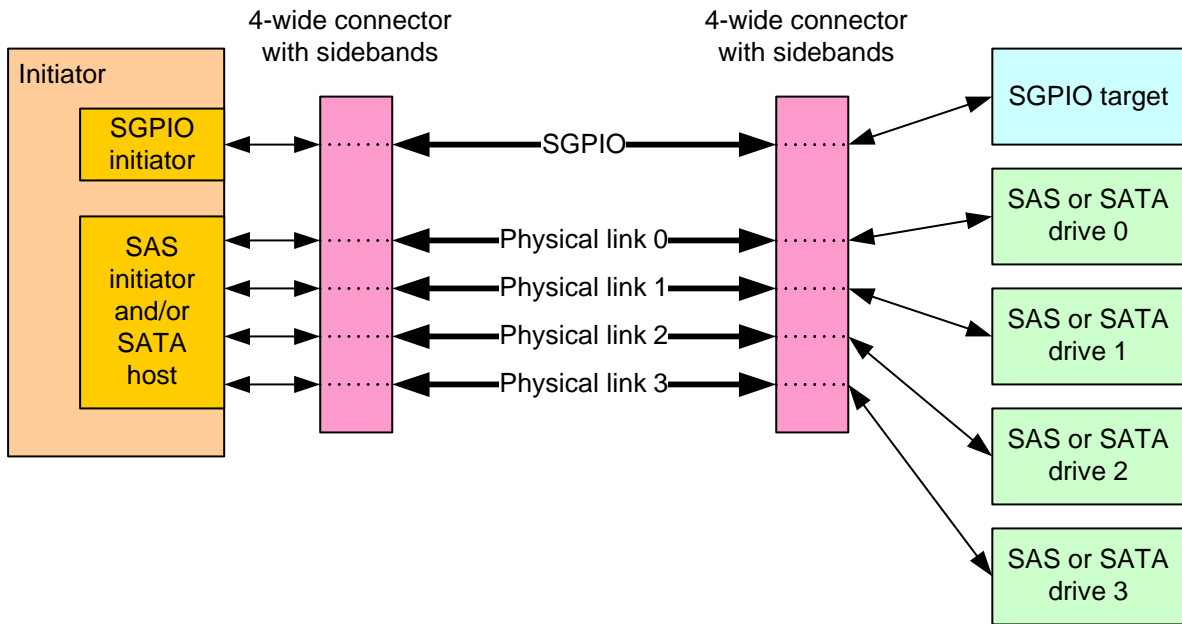 4-wide connector
with sidebands
4-wide connector
with sidebands
Initiator
SGPIO
initiator
SGPIO
SGPIO target
SAS
initiator
and/or
SATA
host
Physical link 0
Physical link 1
Physical link 2
Physical link 3
SAS or SATA
drive 0
SAS or SATA
drive 1
SAS or SATA
drive 2
SAS or SATA
drive 3